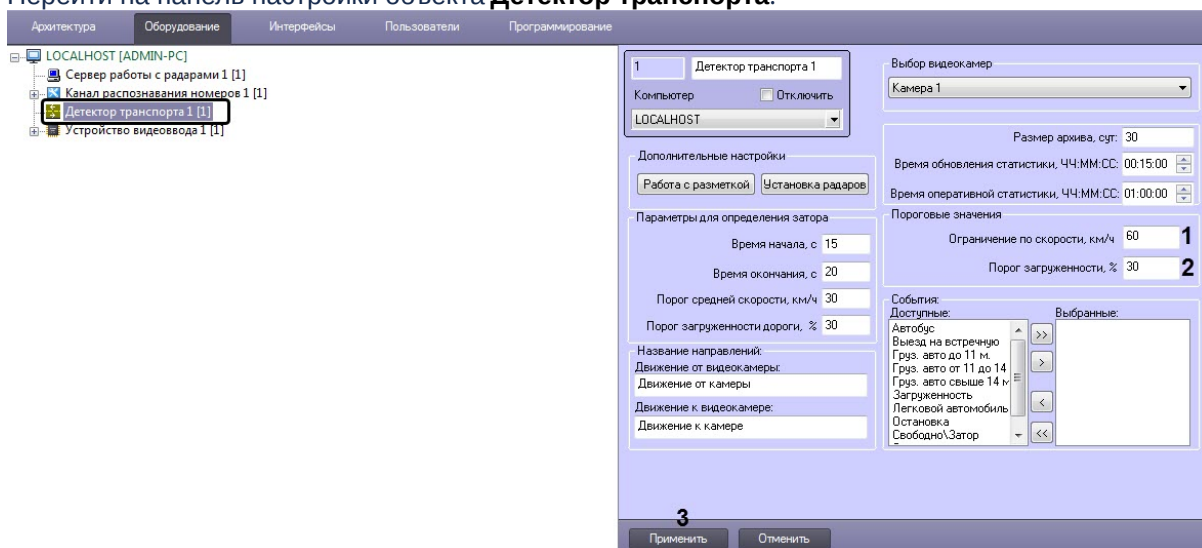 Перейти на панель настройки объекта Детектор транспорта.
Архитектура Оборудование Интерфейсы Пользователи Программирование
LOCALHOST [ADMIN-PC]
Сервер работы с радарами 1 [1]
Канал распознавания номеров 1 [1]
Детектор транспорта 1 [1]
Устройство видеоввода 1 [1]
1 Детектор транспорта 1
Компьютер Отключить
LOCALHOST
Дополнительные настройки
Работа с разметкой Установка радаров
Параметры для определения затора
Время начала, с 15
Время окончания, с 20
Порог средней скорости, км/ч 30
Порог загруженности дороги, % 30
Название направлений:
Движение от видеокамеры:
Движение от камеры
Движение к видеокамере:
Движение к камере
Выбор видеокамер
Камера 1
Размер архива, сут: 30
Время обновления статистики, ЧЧ:ММ:СС: 00:15:00
Время оперативной статистики, ЧЧ:ММ:СС: 01:00:00
Пороговые значения
Ограничение по скорости, км/ч 60 1
Порог загруженности, % 30 2
События:
Доступные: Выбранные:
Автобус
Выезд на встречную
Груз. авто до 11 м.
Груз. авто от 11 до 14
Груз. авто свыше 14 м
Загруженность
Легковой автомобиль
Остановка
Свободно\Затор
>>
>
<
<<
3
Применить Отменить